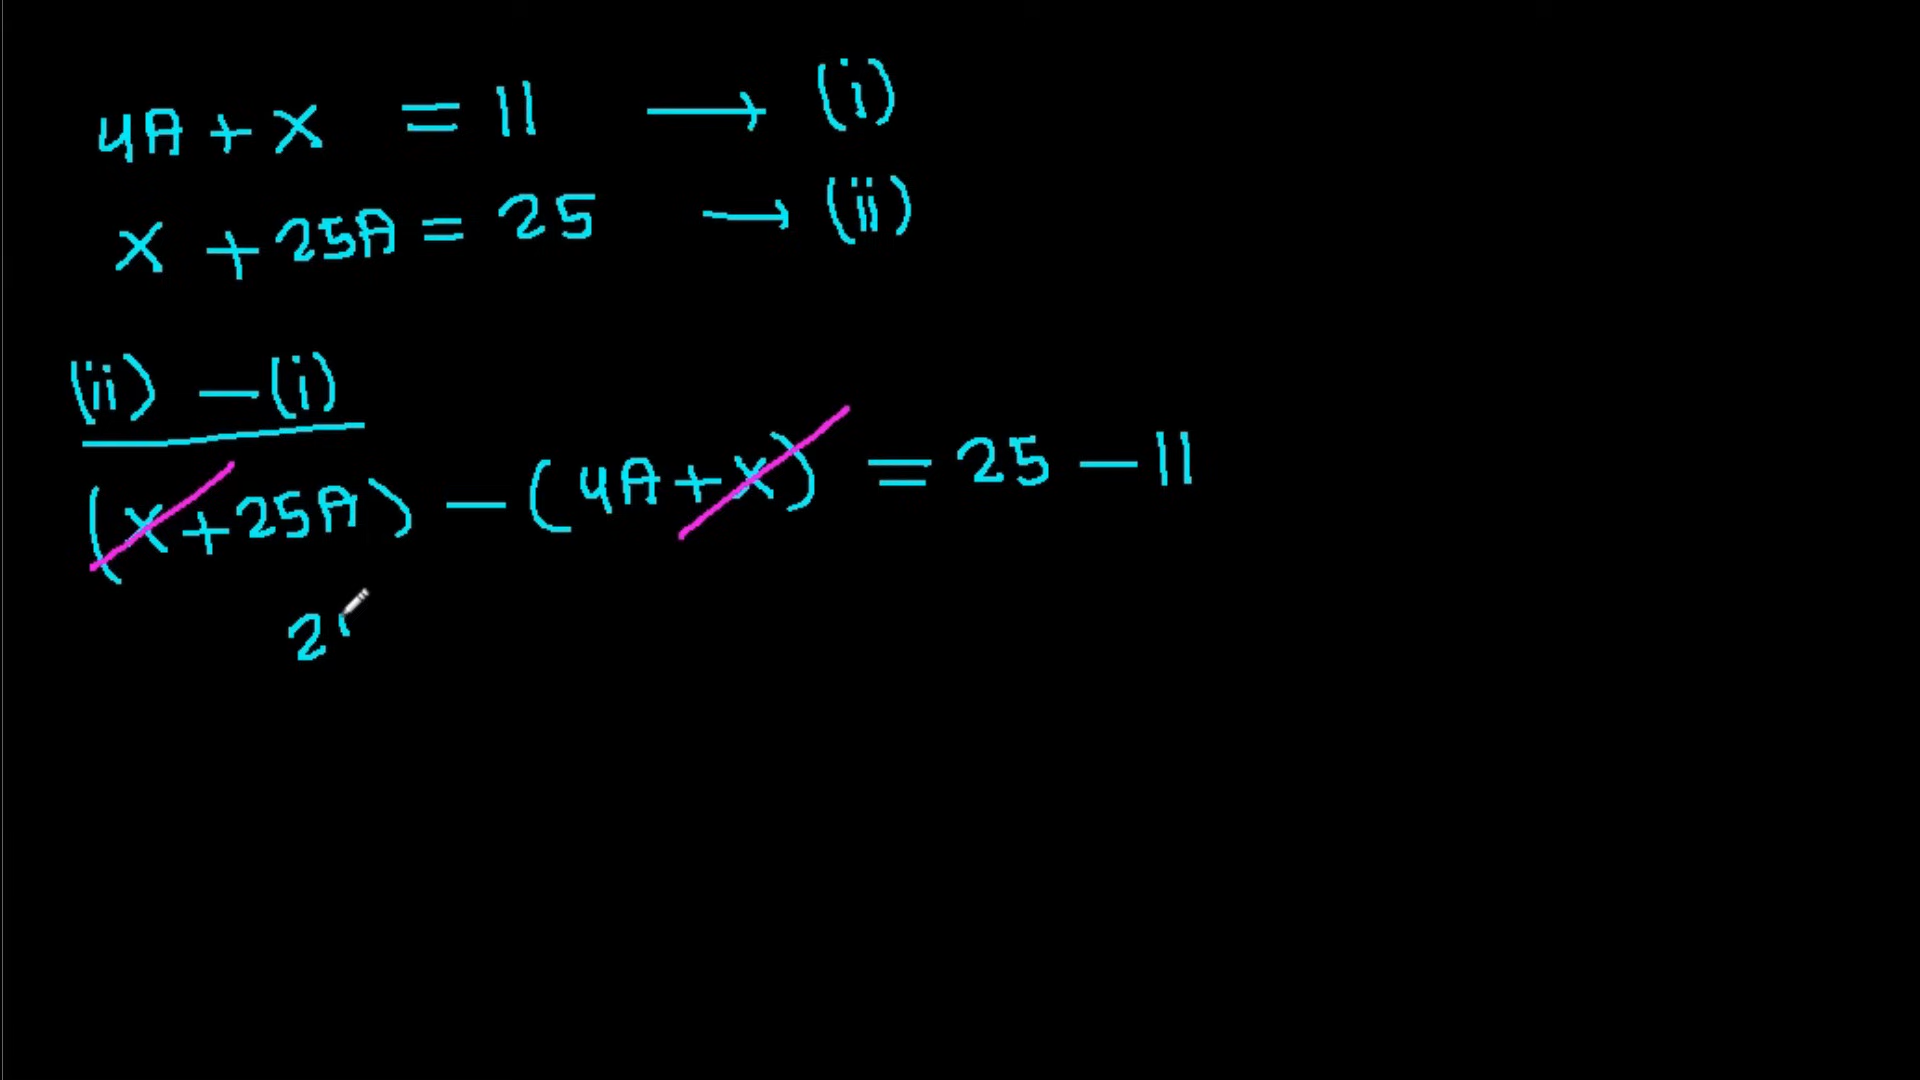 4A + x = 11 → (i)
x + 25A = 25 → (ii)
(ii) - (i)
(x + 25A) - (4A + x) = 25 - 11
2